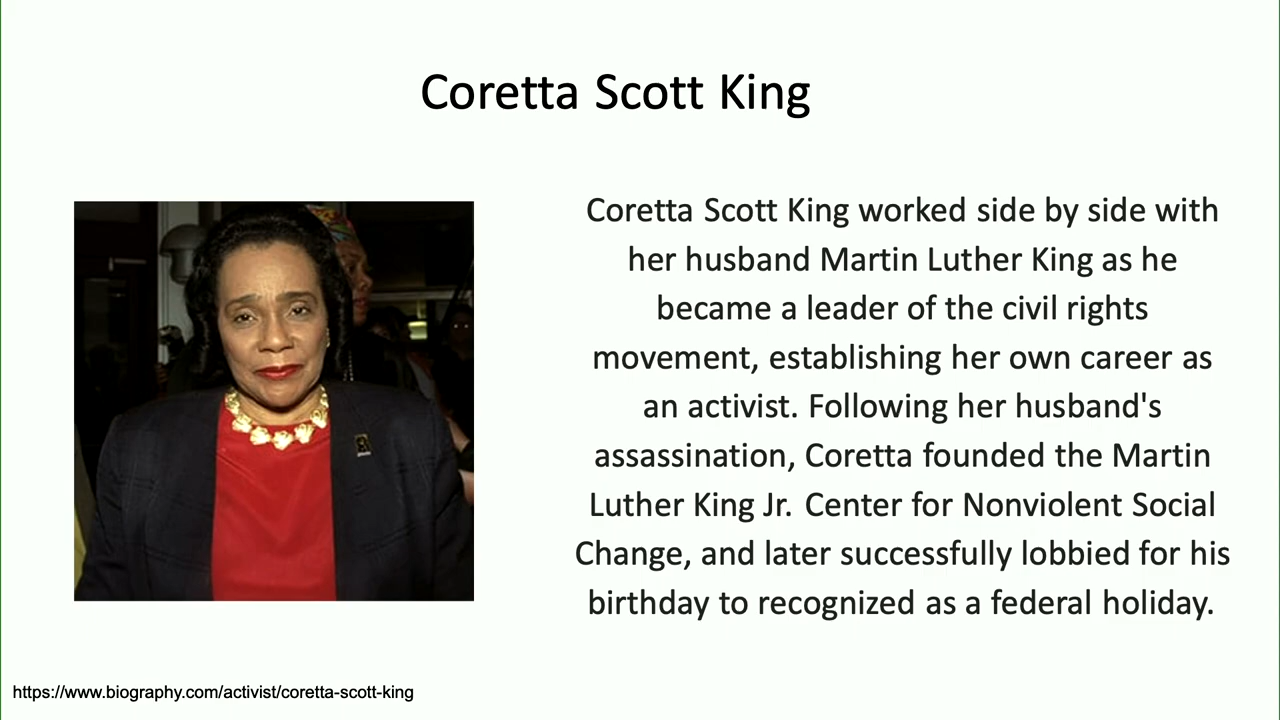 Coretta Scott King
Coretta Scott King worked side by side with
her husband Martin Luther King as he
became a leader of the civil rights
movement, establishing her own career as
an activist. Following her husband's
assassination, Coretta founded the Martin
Luther King Jr. Center for Nonviolent Social
Change, and later successfully lobbied for his
birthday to recognized as a federal holiday.
https://www.biography.com/activist/coretta-scott-king